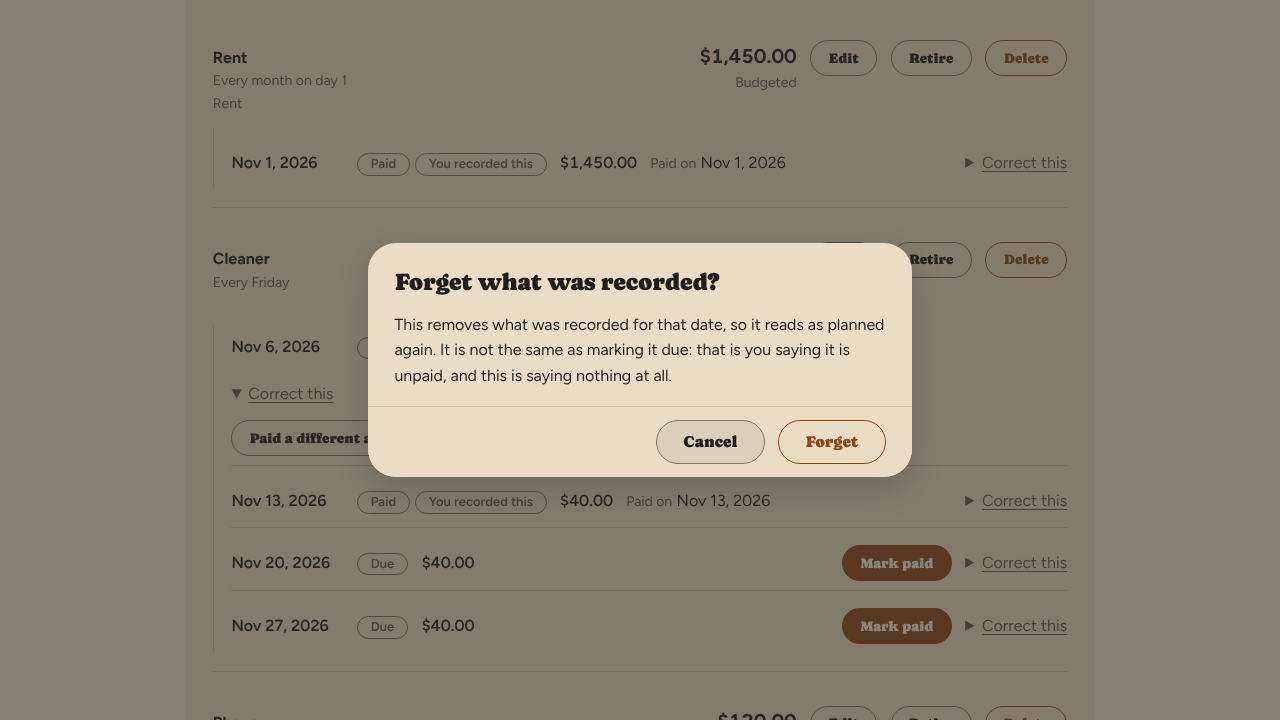 Rent
$1,450.00
Edit
Retire
Delete
Every month on day 1
Budgeted
Rent
Nov 1, 2026
Paid
You recorded this
$1,450.00
Paid on Nov 1, 2026
Correct this
Cleaner
Retire
Delete
Every Friday
Forget what was recorded?
This removes what was recorded for that date, so it reads as planned
again. It is not the same as marking it due: that is you saying it is
unpaid, and this is saying nothing at all.
Cancel
Forget
Nov 6, 2026
Correct this
Paid a different
Nov 13, 2026
Paid
You recorded this
$40.00
Paid on Nov 13, 2026
Correct this
Nov 20, 2026
Due
$40.00
Mark paid
Correct this
Nov 27, 2026
Due
$40.00
Mark paid
Correct this